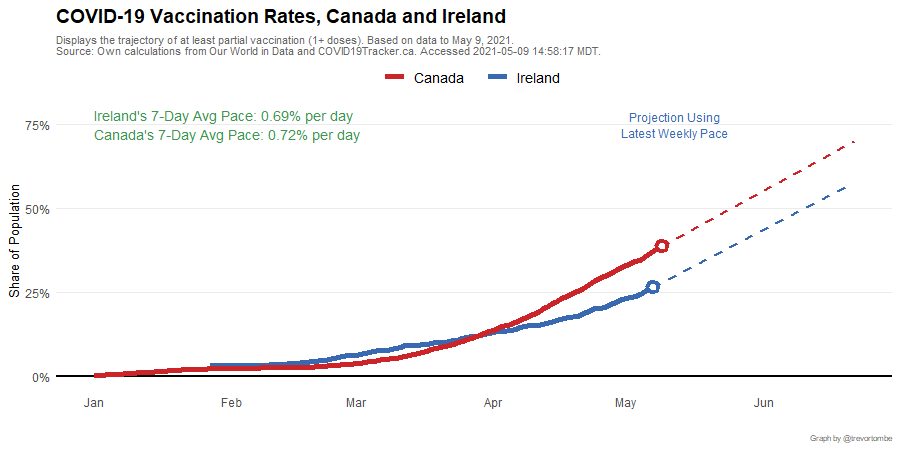 COVID-19 Vaccination Rates, Canada and Ireland
Displays the trajectory of at least partial vaccination (1+ doses). Based on data to May 9, 2021.
Source: Own calculations from Our World in Data and COVID19Tracker.ca. Accessed 2021-05-09 14:58:17 MDT.
Canada Ireland
Ireland's 7-Day Avg Pace: 0.69% per day
Canada's 7-Day Avg Pace: 0.72% per day
Projection Using
Latest Weekly Pace
75%
50%
25%
0%
Share of Population
Jan Feb Mar Apr May Jun
Graph by @trevortombe